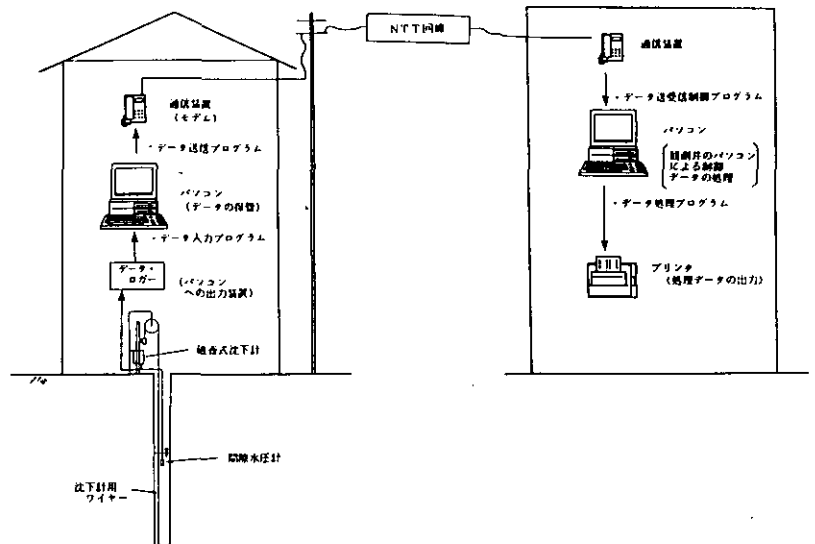 NTT回線
通信装置
(モデム)
・データ送信プログラム
パソコン
(データの保管)
・データ入力プログラム
データ・
ロガー
(パソコン
への出力装置)
磁歪式沈下計
間隙水圧計
沈下計用
ワイヤー
通信装置
・データ送受信制御プログラム
パソコン
観測井のパソコン
による制御
データの処理
・データ処理プログラム
プリンタ
(処理データの出力)